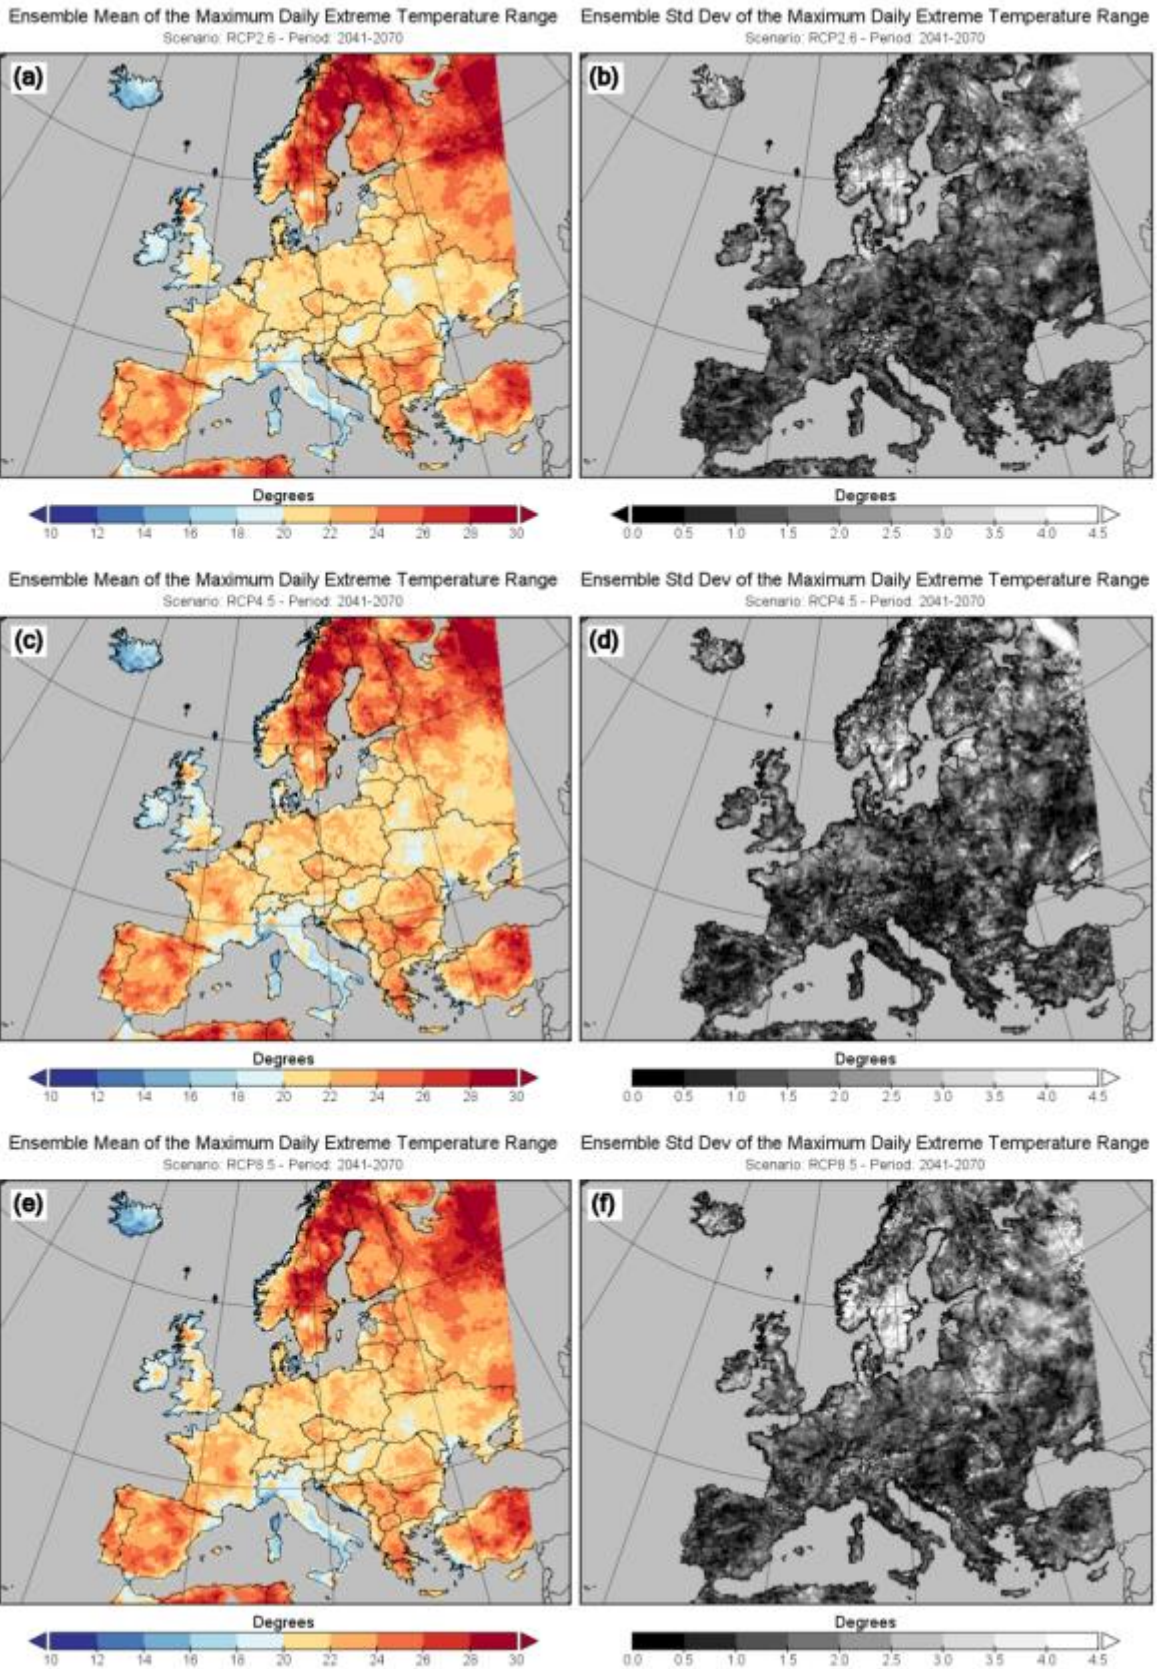 Ensemble Mean of the Maximum Daily Extreme Temperature Range
Scenario: RCP2.6 - Period: 2041-2070
(a)
Degrees
10 12 14 16 18 20 22 24 26 28 30
Ensemble Std Dev of the Maximum Daily Extreme Temperature Range
Scenario: RCP2.6 - Period: 2041-2070
(b)
Degrees
0.0 0.5 1.0 1.5 2.0 2.5 3.0 3.5 4.0 4.5
Ensemble Mean of the Maximum Daily Extreme Temperature Range
Scenario: RCP4.5 - Period: 2041-2070
(c)
Degrees
10 12 14 16 18 20 22 24 26 28 30
Ensemble Std Dev of the Maximum Daily Extreme Temperature Range
Scenario: RCP4.5 - Period: 2041-2070
(d)
Degrees
0.0 0.5 1.0 1.5 2.0 2.5 3.0 3.5 4.0 4.5
Ensemble Mean of the Maximum Daily Extreme Temperature Range
Scenario: RCP8.5 - Period: 2041-2070
(e)
Degrees
10 12 14 16 18 20 22 24 26 28 30
Ensemble Std Dev of the Maximum Daily Extreme Temperature Range
Scenario: RCP8.5 - Period: 2041-2070
(f)
Degrees
0.0 0.5 1.0 1.5 2.0 2.5 3.0 3.5 4.0 4.5